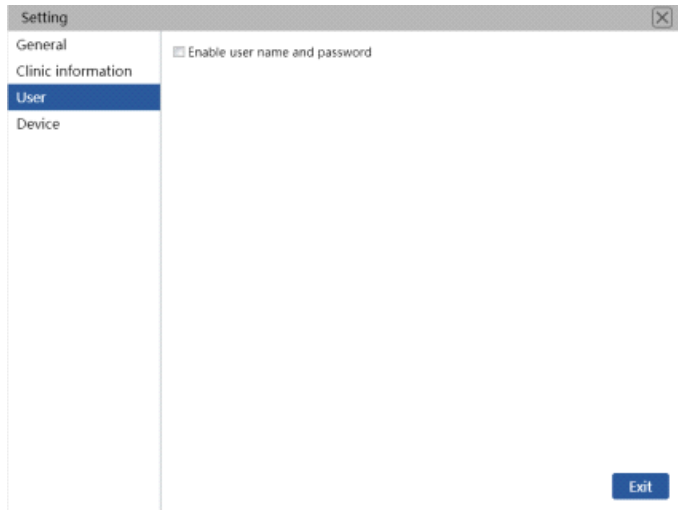 Setting
General
Clinic information
User
Device
Enable user name and password
Exit